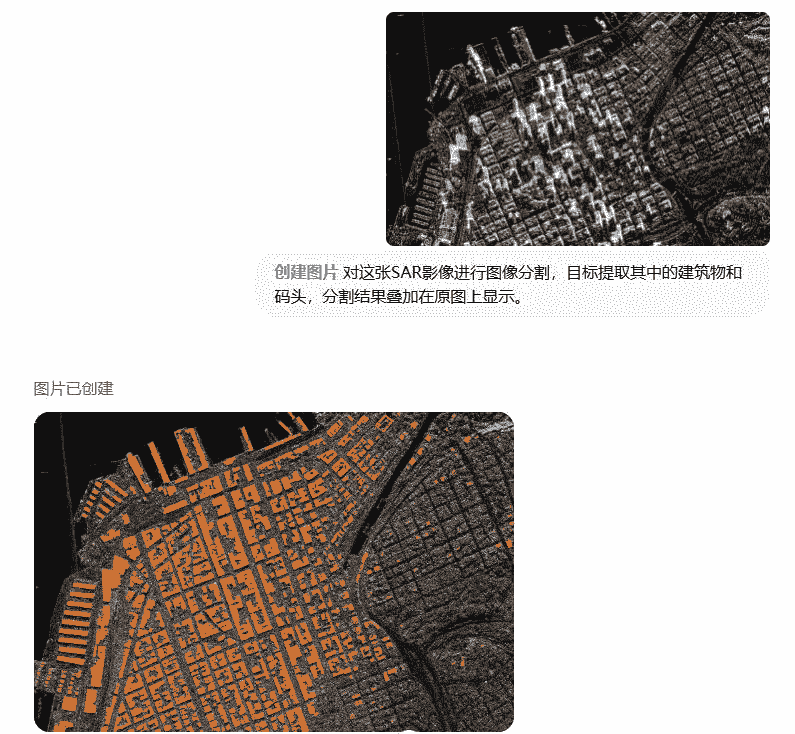 创建图片 对这张SAR影像进行图像分割，目标提取其中的建筑物和
码头，分割结果叠加在原图上显示。
图片已创建